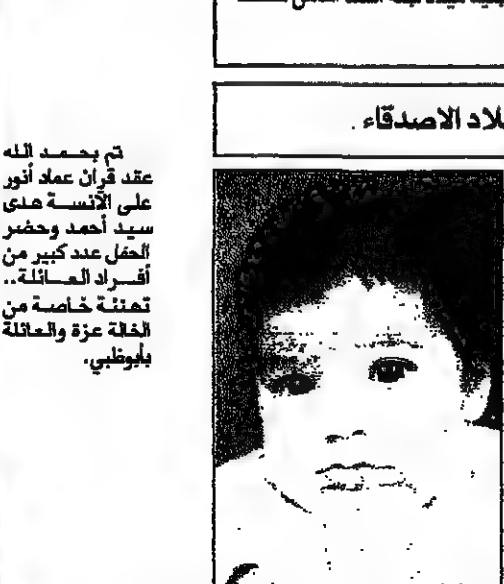 لاد الاصدقاء .
تم بحمد الله
عقد قران عماد أنور
على الآنسة هدى
سيد أحمد وحضر
الحفل عدد كبير من
أفراد العائلة..
تهنئة خاصة من
الخالة عزة والعائلة
بأبوظبي.